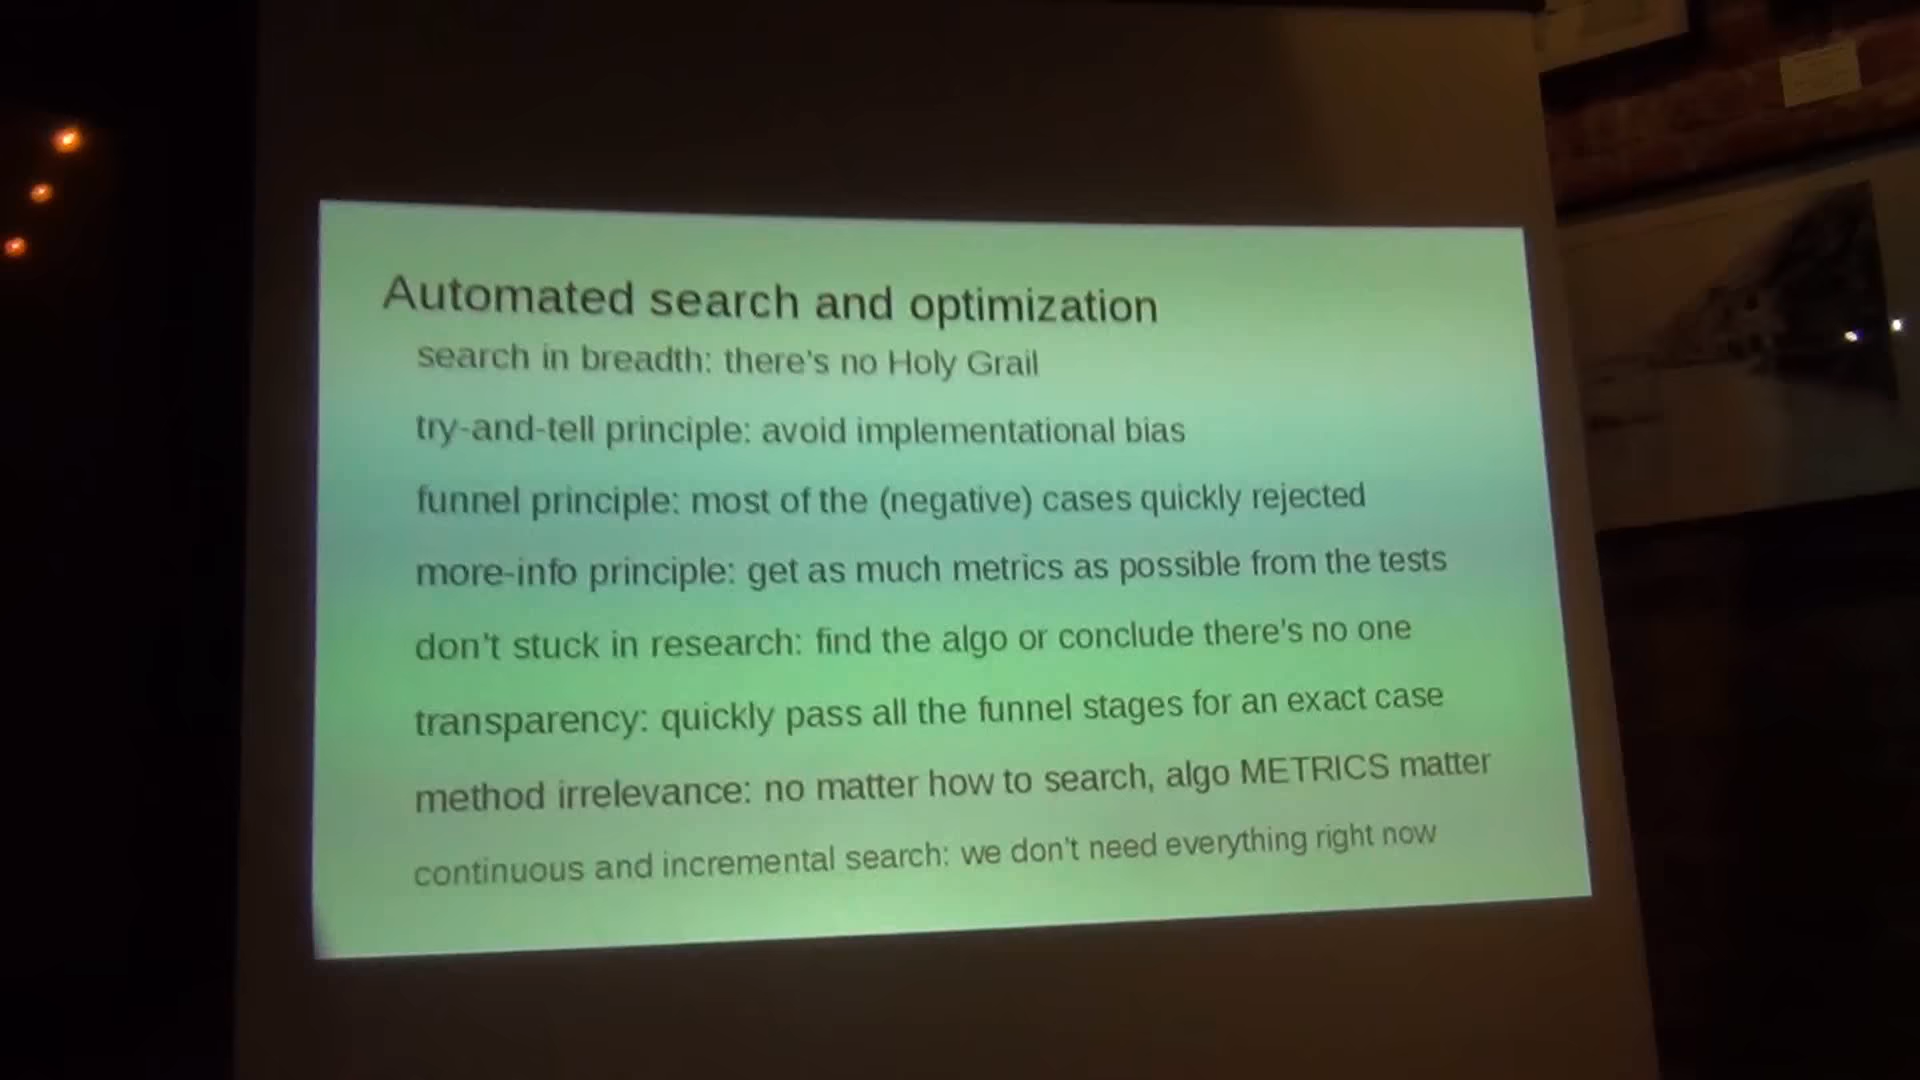 Automated search and optimization
search in breadth: there's no Holy Grail
try-and-tell principle: avoid implementational bias
funnel principle: most of the (negative) cases quickly rejected
more-info principle: get as much metrics as possible from the tests
don't stuck in research: find the algo or conclude there's no one
transparency: quickly pass all the funnel stages for an exact case
method irrelevance: no matter how to search, algo METRICS matter
continuous and incremental search: we don't need everything right now